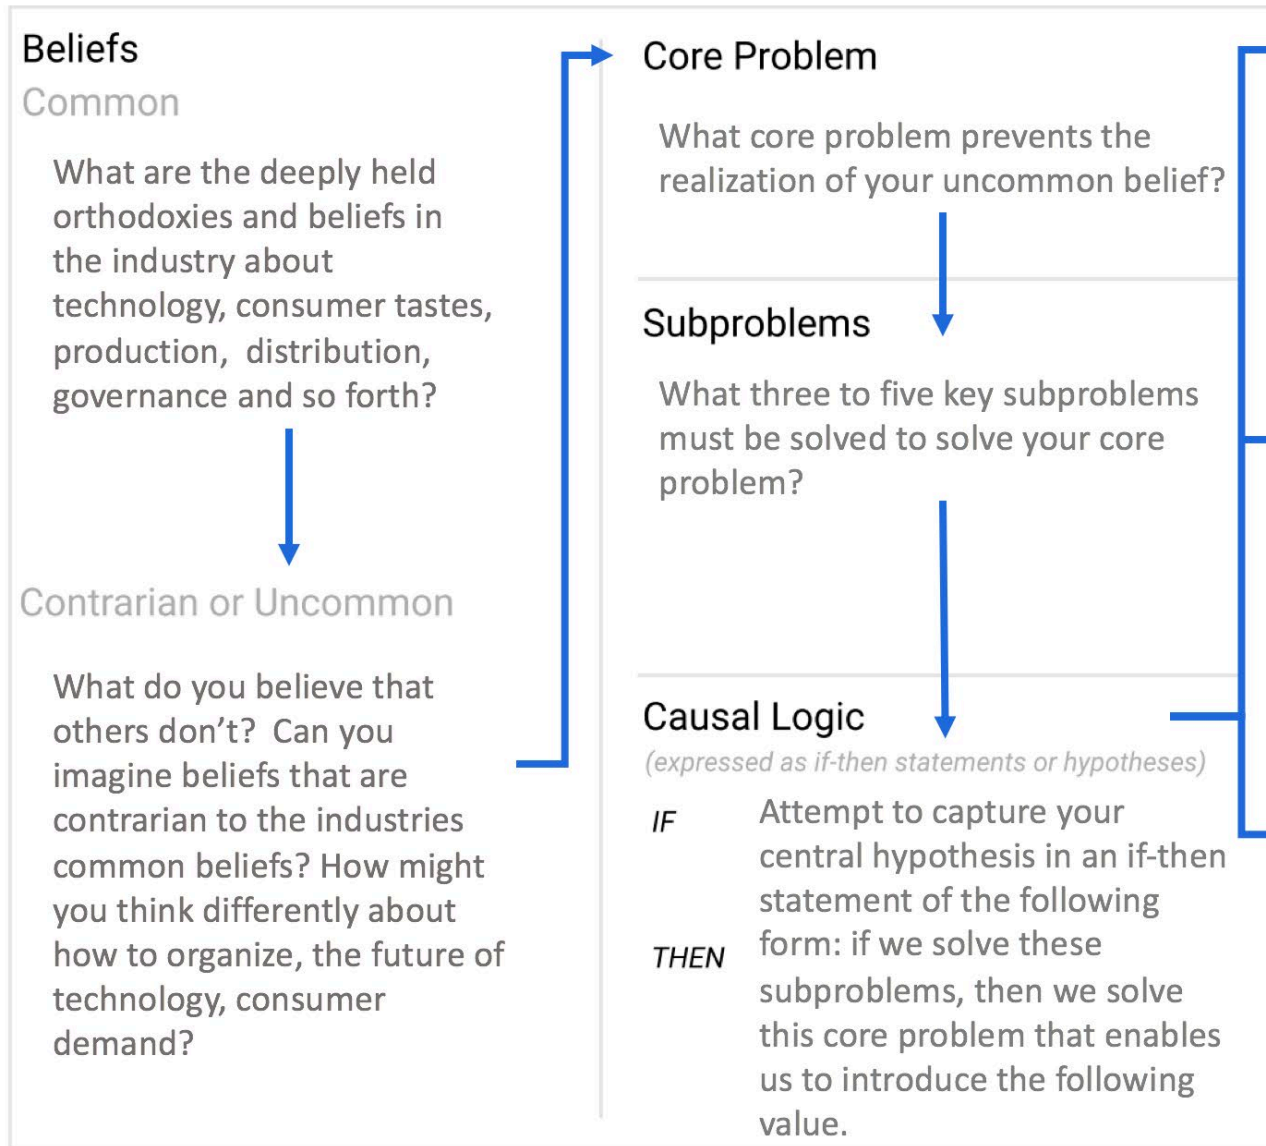 Beliefs
Common
What are the deeply held
orthodoxies and beliefs in
the industry about
technology, consumer tastes,
production,  distribution,
governance and so forth?
Contrarian or Uncommon
What do you believe that
others don’t?  Can you
imagine beliefs that are
contrarian to the industries
common beliefs? How might
you think differently about
how to organize, the future of
technology, consumer
demand?
Core Problem
What core problem prevents the
realization of your uncommon belief?
Subproblems
What three to five key subproblems
must be solved to solve your core
problem?
Causal Logic
(expressed as if-then statements or hypotheses)
IF
THEN
Attempt to capture your
central hypothesis in an if-then
statement of the following
form: if we solve these
subproblems, then we solve
this core problem that enables
us to introduce the following
value.